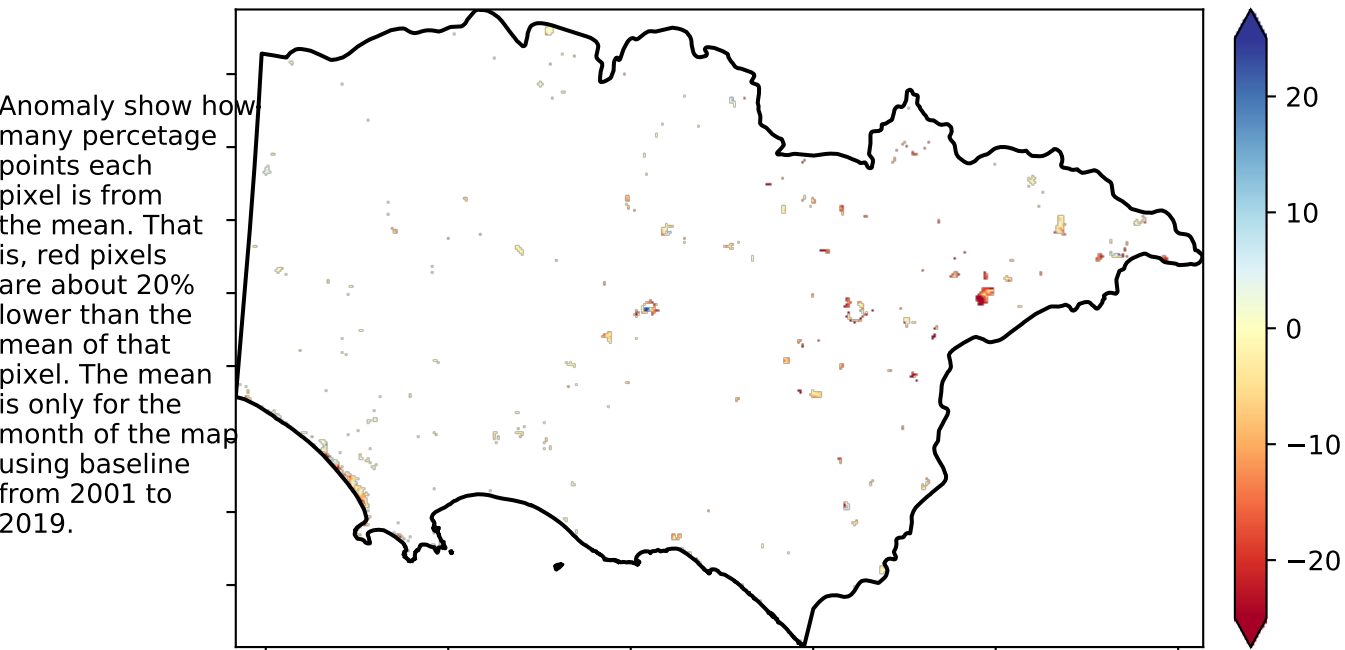 Anomaly show how
many percetage
points each
pixel is from
the mean. That
is, red pixels
are about 20%
lower than the
mean of that
pixel. The mean
is only for the
month of the map
using baseline
from 2001 to
2019.
20
10
0
−10
−20